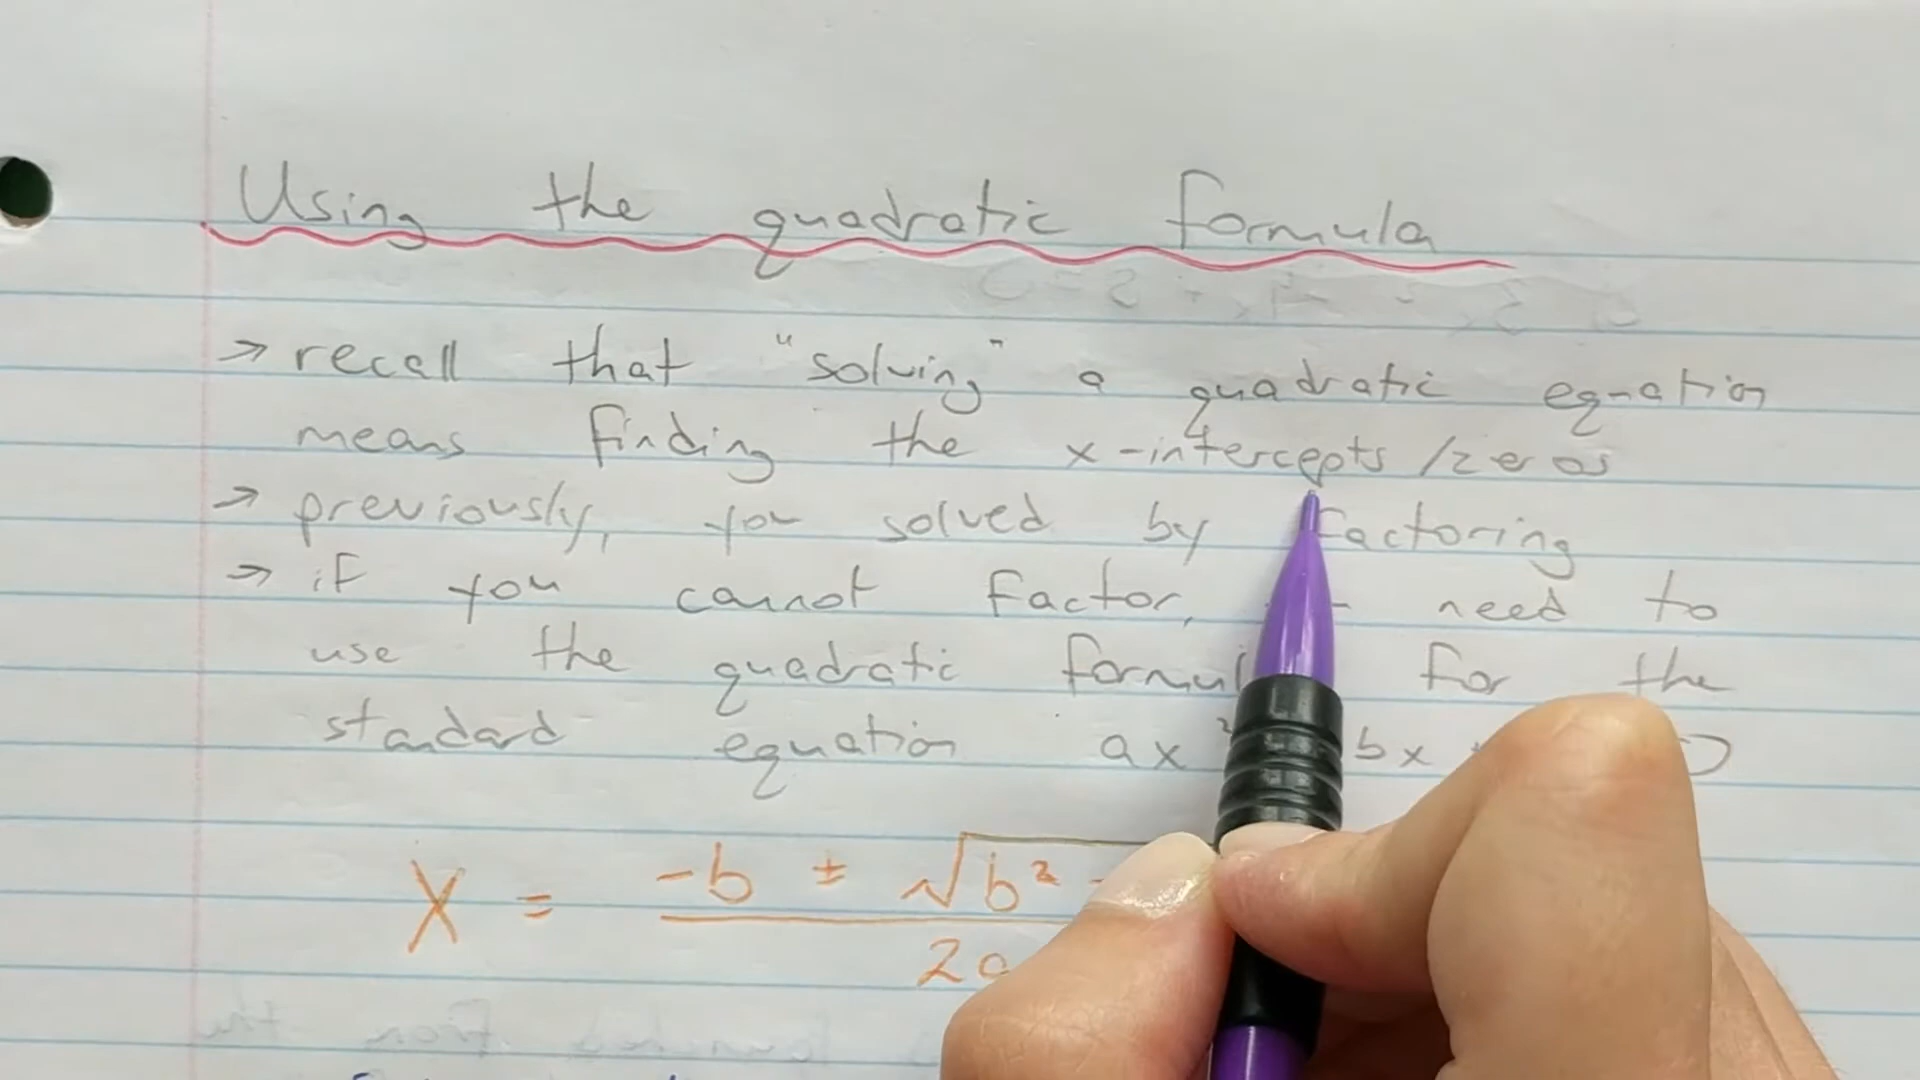 Using the quadratic formula
→ recall that "solving" a quadratic equation
means finding the x-intercepts/zeros
→ previously, you solved by factoring
→ if you cannot factor, need to
use the quadratic for the
standard equation ax² bx
X = -b ± √b² -
2a